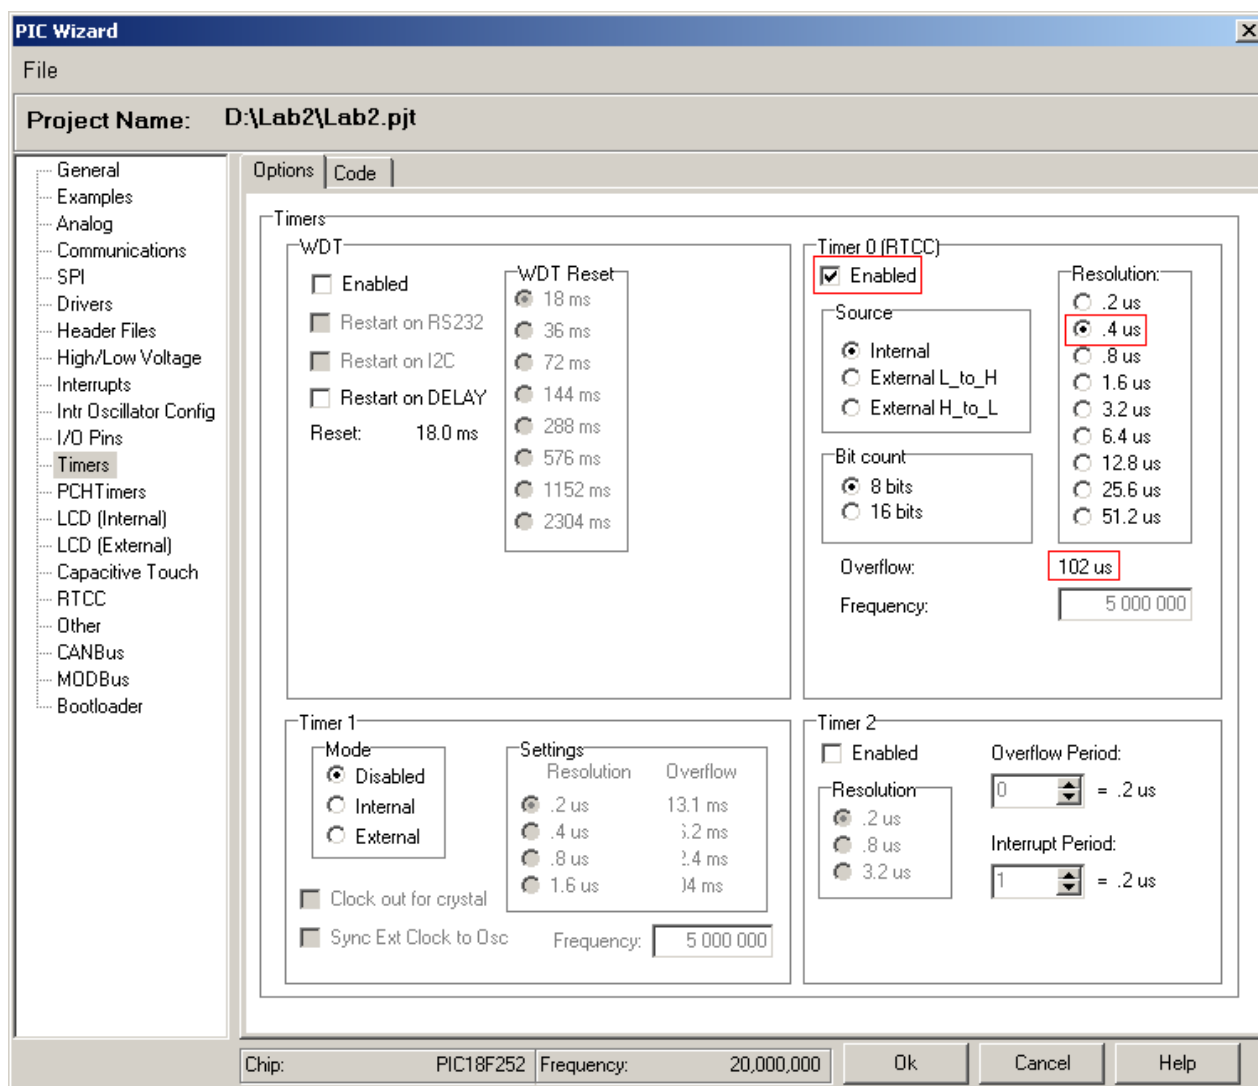 PIC Wizard
File
Project Name: D:\Lab2\Lab2.pjt
General
Examples
Analog
Communications
SPI
Drivers
Header Files
High/Low Voltage
Interrupts
Intr Oscillator Config
I/O Pins
Timers
PCHTimers
LCD (Internal)
LCD (External)
Capacitive Touch
RTCC
Other
CANBus
MODBus
Bootloader
Options Code
Timers
WDT
Enabled
Restart on RS232
Restart on I2C
Restart on DELAY
Reset: 18.0 ms
WDT Reset
18 ms
36 ms
72 ms
144 ms
288 ms
576 ms
1152 ms
2304 ms
Timer 0 (RTCC)
Enabled
Source
Internal
External L_to_H
External H_to_L
Bit count
8 bits
16 bits
Resolution:
.2 us
.4 us
.8 us
1.6 us
3.2 us
6.4 us
12.8 us
25.6 us
51.2 us
Overflow: 102 us
Frequency: 5 000 000
Timer 1
Mode
Disabled
Internal
External
Clock out for crystal
Sync Ext Clock to Osc
Settings
Resolution Overflow
.2 us 13.1 ms
.4 us .2 ms
.8 us .4 ms
1.6 us 4 ms
Frequency: 5 000 000
Timer 2
Enabled
Resolution
.2 us
.8 us
3.2 us
Overflow Period:
0 = .2 us
Interrupt Period:
1 = .2 us
Chip: PIC18F252 Frequency: 20,000,000 Ok Cancel Help